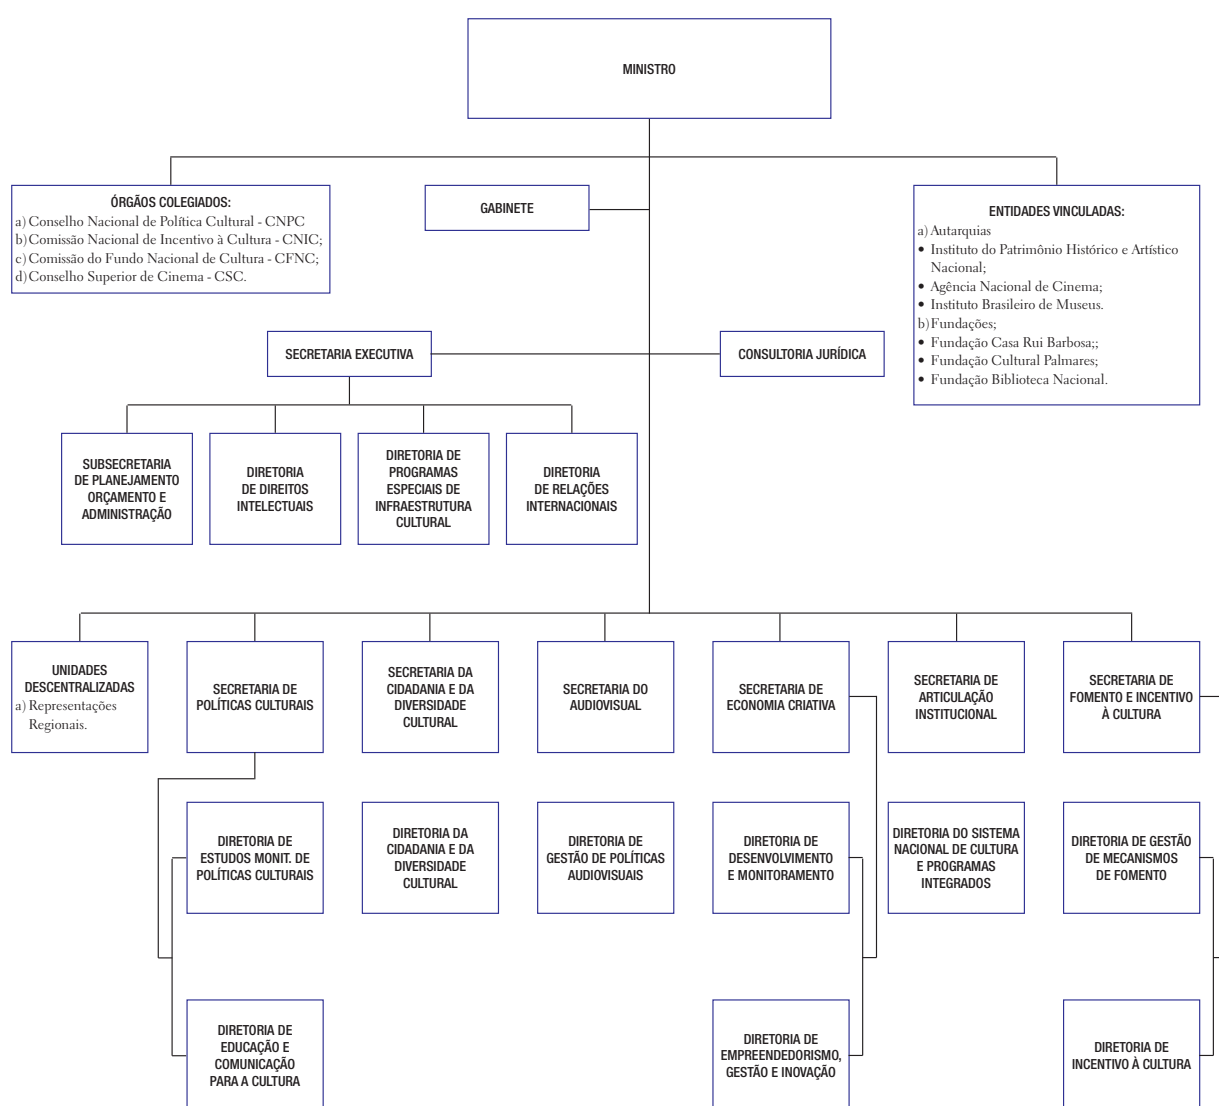 MINISTRO
ÓRGÃOS COLEGIADOS:
a) Conselho Nacional de Política Cultural - CNPC
b) Comissão Nacional de Incentivo à Cultura - CNIC;
c) Comissão do Fundo Nacional de Cultura - CFNC;
d) Conselho Superior de Cinema - CSC.
GABINETE
ENTIDADES VINCULADAS:
a) Autarquias
• Instituto do Patrimônio Histórico e Artístico
Nacional;
• Agência Nacional de Cinema;
• Instituto Brasileiro de Museus.
b) Fundações;
• Fundação Casa Rui Barbosa;;
• Fundação Cultural Palmares;
• Fundação Biblioteca Nacional.
SECRETARIA EXECUTIVA
CONSULTORIA JURÍDICA
SUBSECRETARIA
DE PLANEJAMENTO
ORÇAMENTO E
ADMINISTRAÇÃO
DIRETORIA
DE DIREITOS
INTELECTUAIS
DIRETORIA DE
PROGRAMAS
ESPECIAIS DE
INFRAESTRUTURA
CULTURAL
DIRETORIA
DE RELAÇÕES
INTERNACIONAIS
UNIDADES
DESCENTRALIZADAS
a) Representações
Regionais.
SECRETARIA DE
POLÍTICAS CULTURAIS
SECRETARIA DA
CIDADANIA E DA
DIVERSIDADE
CULTURAL
SECRETARIA DO
AUDIOVISUAL
SECRETARIA DE
ECONOMIA CRIATIVA
SECRETARIA DE
ARTICULAÇÃO
INSTITUCIONAL
SECRETARIA DE
FOMENTO E INCENTIVO
À CULTURA
DIRETORIA DE
ESTUDOS MONIT. DE
POLÍTICAS CULTURAIS
DIRETORIA DA
CIDADANIA E DA
DIVERSIDADE
CULTURAL
DIRETORIA DE
GESTÃO DE POLÍTICAS
AUDIOVISUAIS
DIRETORIA DE
DESENVOLVIMENTO
E MONITORAMENTO
DIRETORIA DO SISTEMA
NACIONAL DE CULTURA
E PROGRAMAS
INTEGRADOS
DIRETORIA DE GESTÃO
DE MECANISMOS
DE FOMENTO
DIRETORIA DE
EDUCAÇÃO E
COMUNICAÇÃO
PARA A CULTURA
DIRETORIA DE
EMPREENDEDORISMO,
GESTÃO E INOVAÇÃO
DIRETORIA DE
INCENTIVO À CULTURA